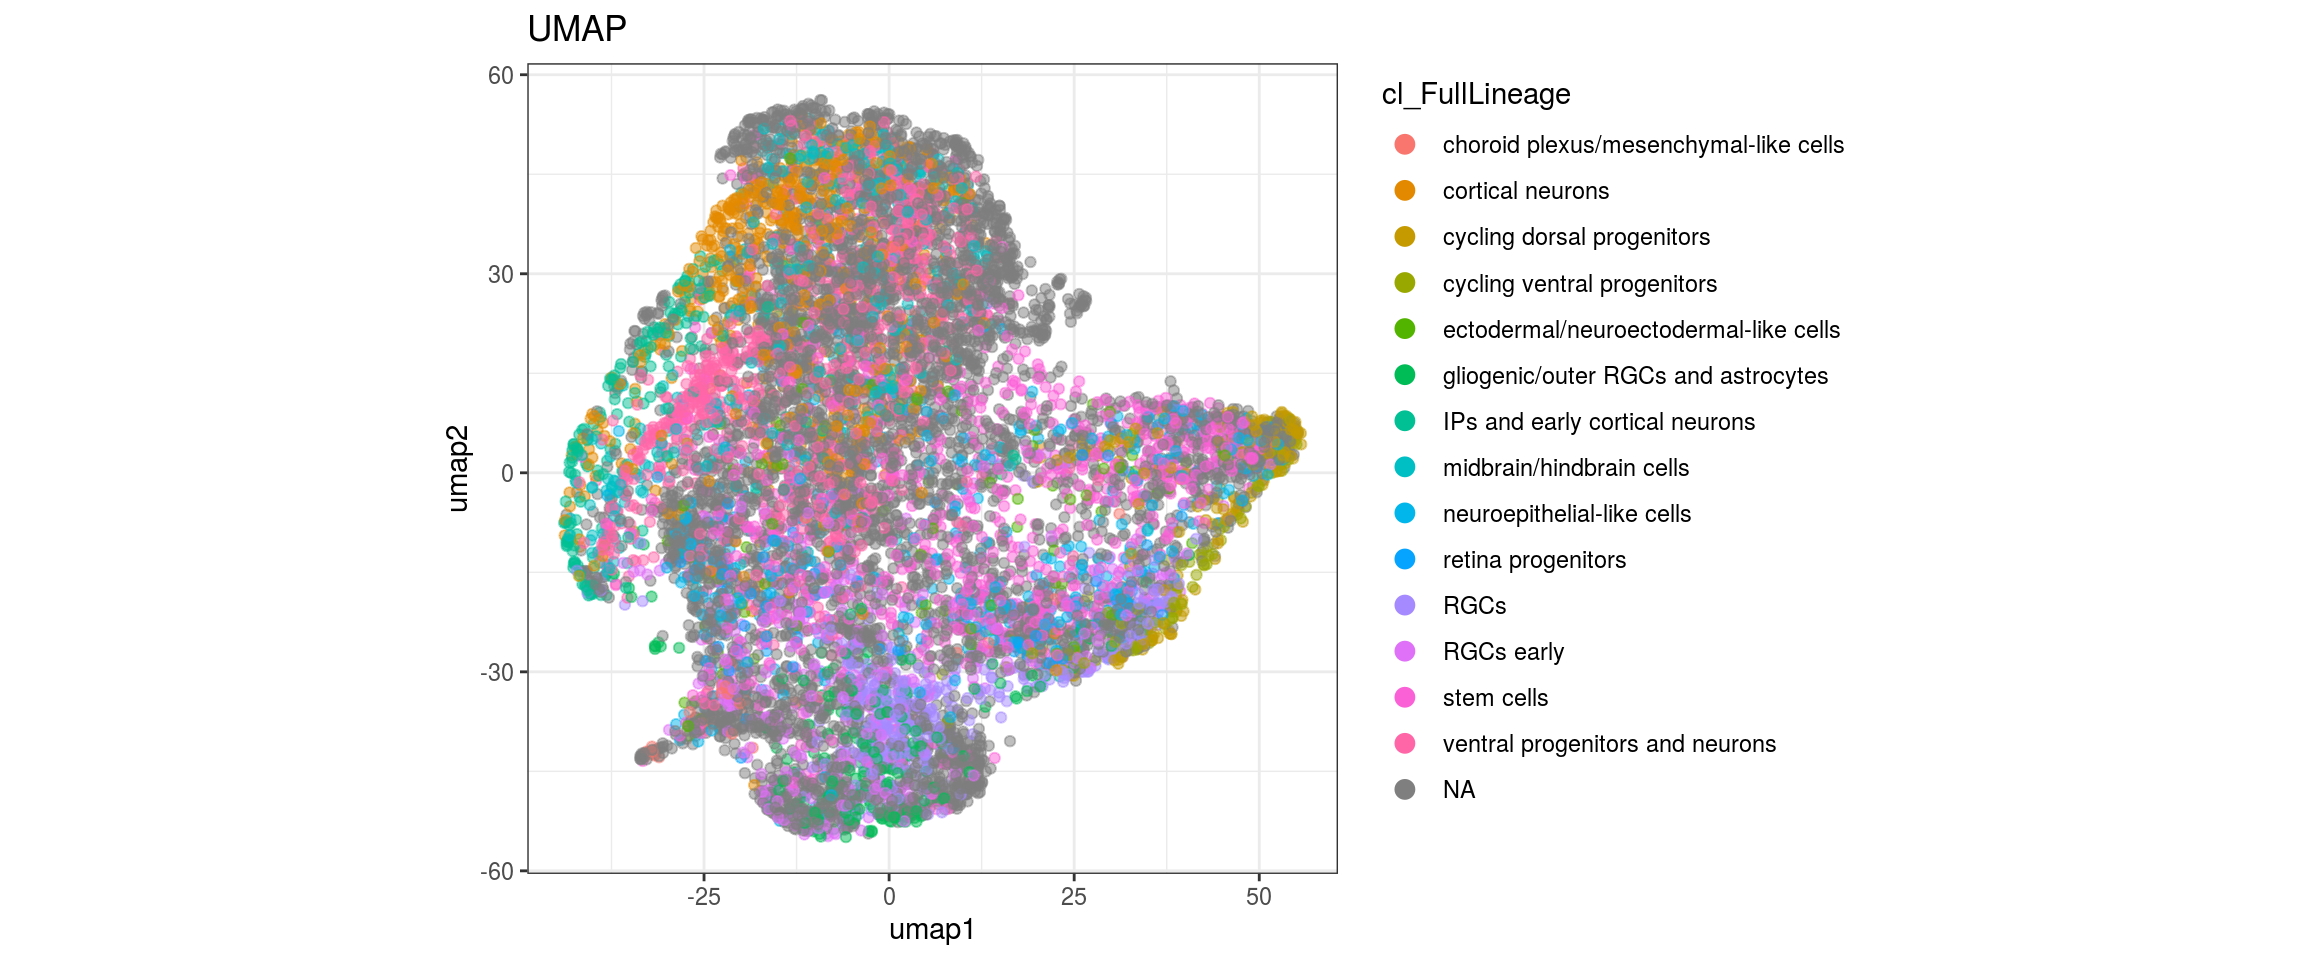 UMAP
60
30
0
-30
-60
umap2
-25
0
25
50
umap1
cl_FullLineage
choroid plexus/mesenchymal-like cells
cortical neurons
cycling dorsal progenitors
cycling ventral progenitors
ectodermal/neuroectodermal-like cells
gliogenic/outer RGCs and astrocytes
IPs and early cortical neurons
midbrain/hindbrain cells
neuroepithelial-like cells
retina progenitors
RGCs
RGCs early
stem cells
ventral progenitors and neurons
NA